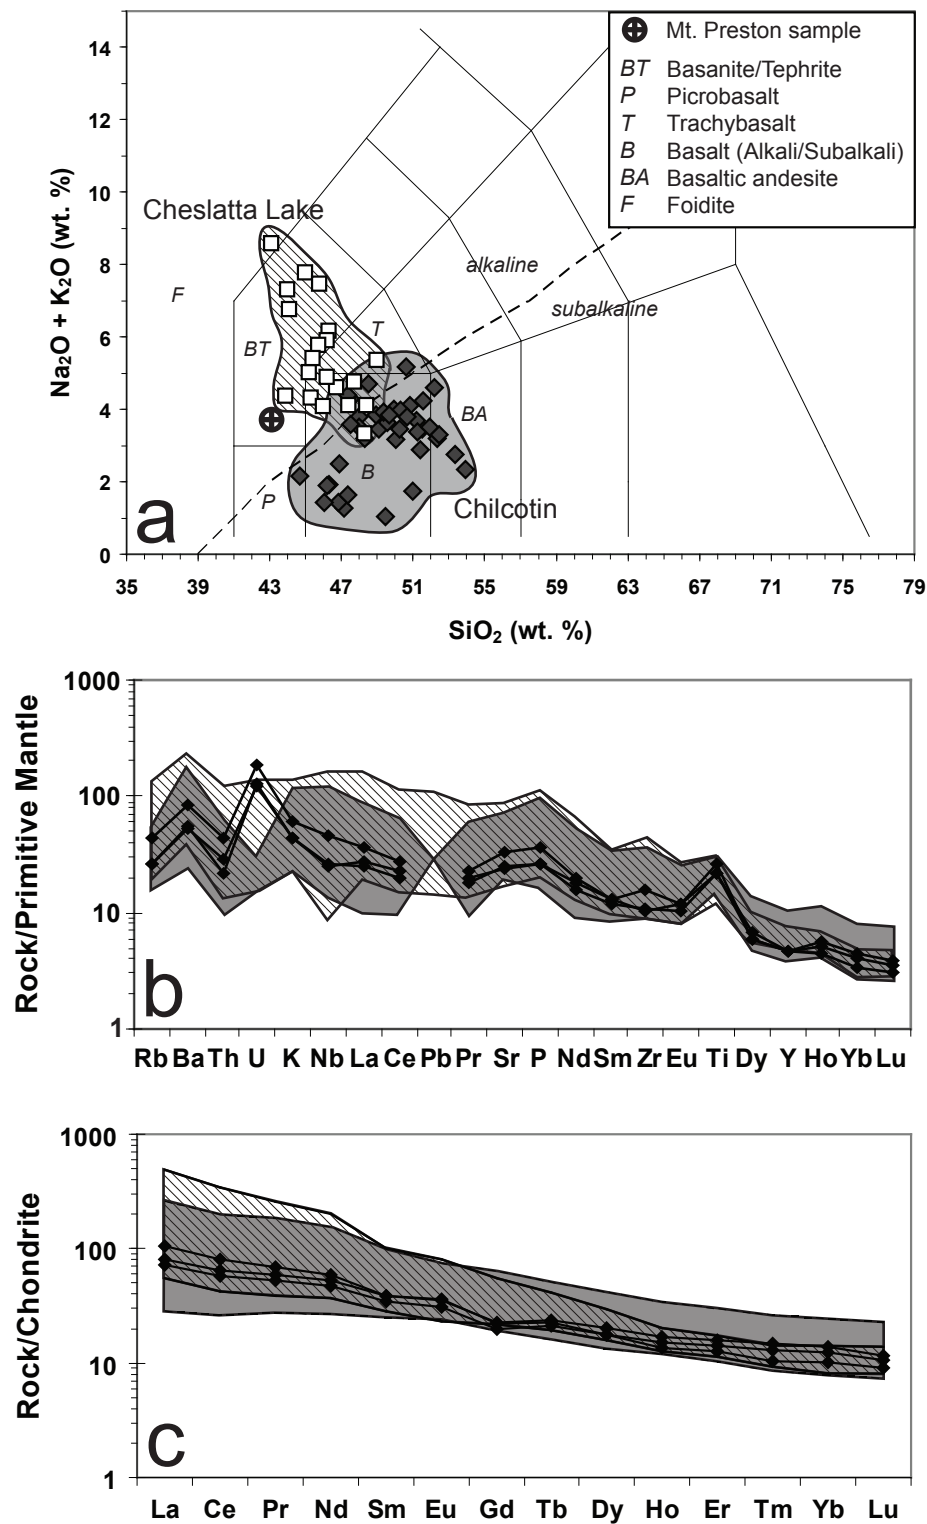 14
12
10
8
6
4
2
0
Na₂O + K₂O (wt. %)
Mt. Preston sample
BT Basanite/Tephrite
P Picrobasalt
T Trachybasalt
B Basalt (Alkali/Subalkali)
BA Basaltic andesite
F Foidite
Cheslatta Lake
alkaline
F
subalkaline
T
BT
BA
B
P
Chilcotin
a
35 39 43 47 51 55 59 63 67 71 75 79
SiO₂ (wt. %)
Rock/Primitive Mantle
1000
100
10
1
b
Rb Ba Th U K Nb La Ce Pb Pr Sr P Nd Sm Zr Eu Ti Dy Y Ho Yb Lu
Rock/Chondrite
1000
100
10
1
c
La Ce Pr Nd Sm Eu Gd Tb Dy Ho Er Tm Yb Lu